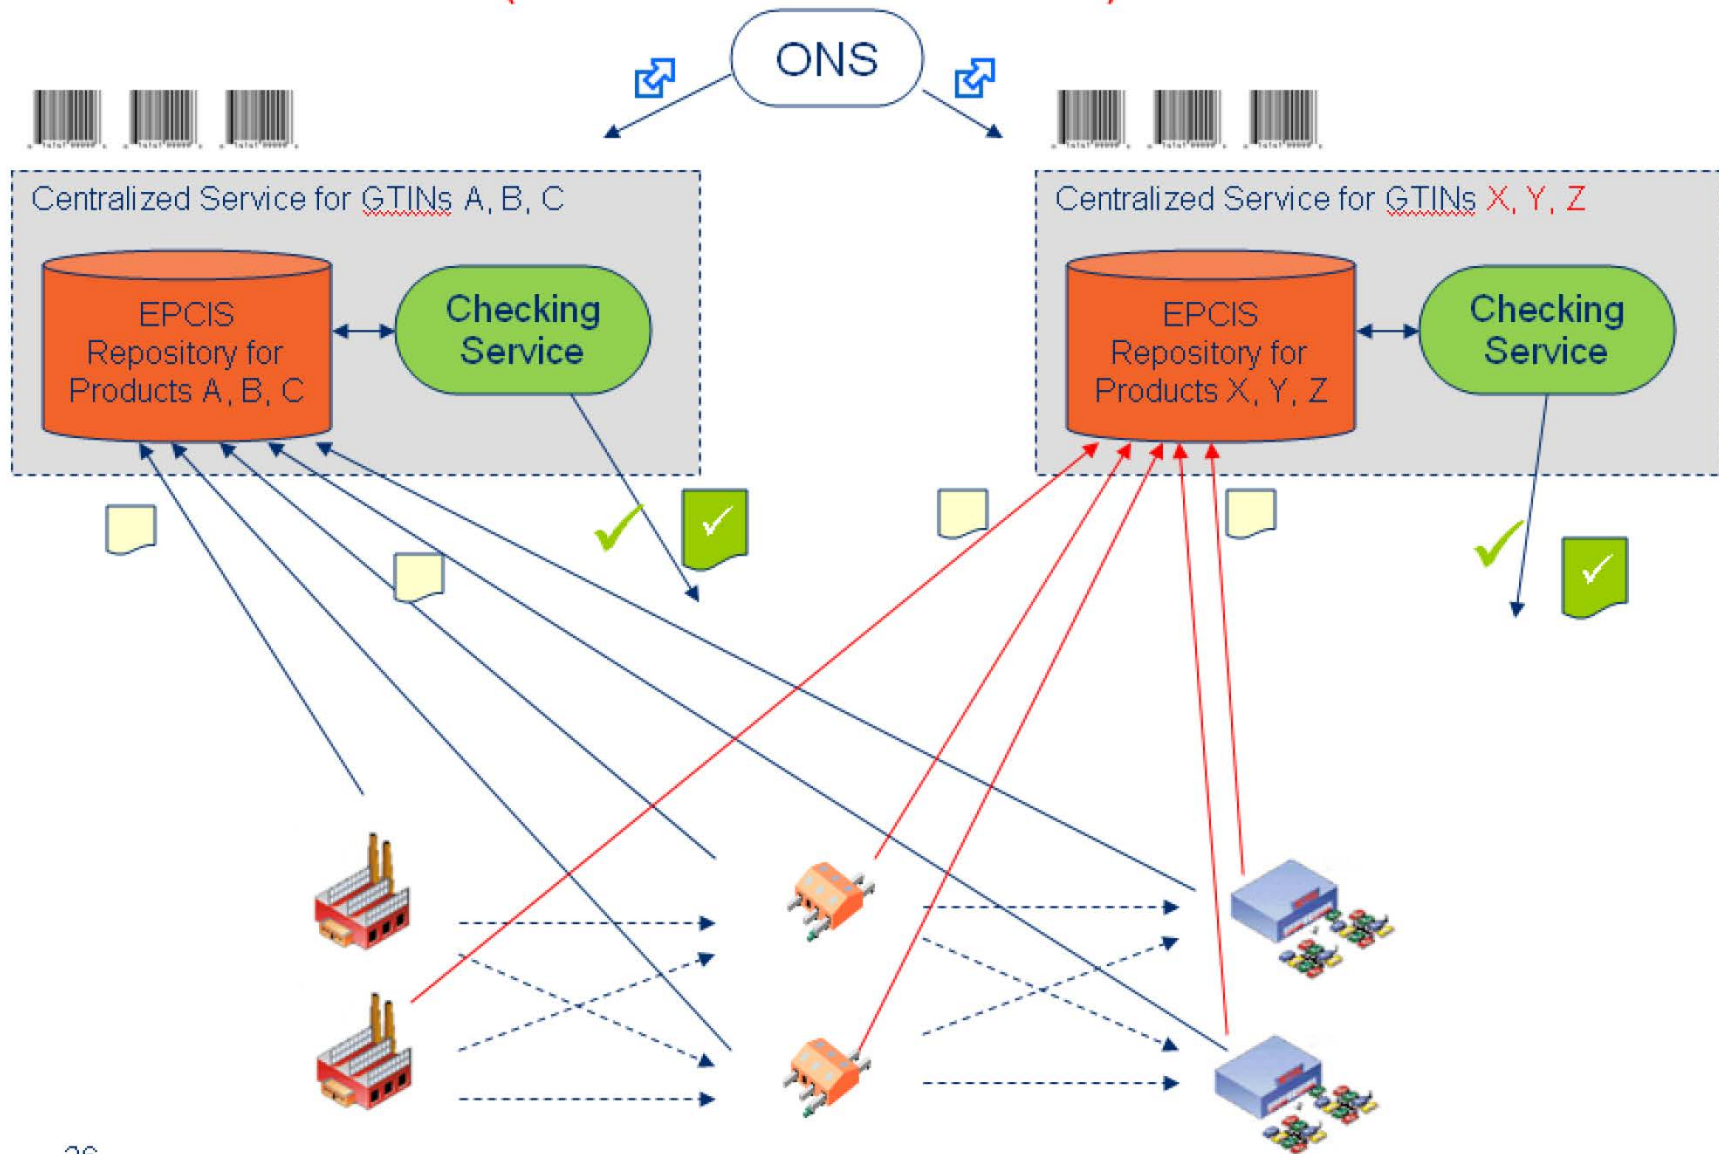 ONS
Centralized Service for GTINs A, B, C
EPCIS
Repository for
Products A, B, C
Checking
Service
Centralized Service for GTINs X, Y, Z
EPCIS
Repository for
Products X, Y, Z
Checking
Service